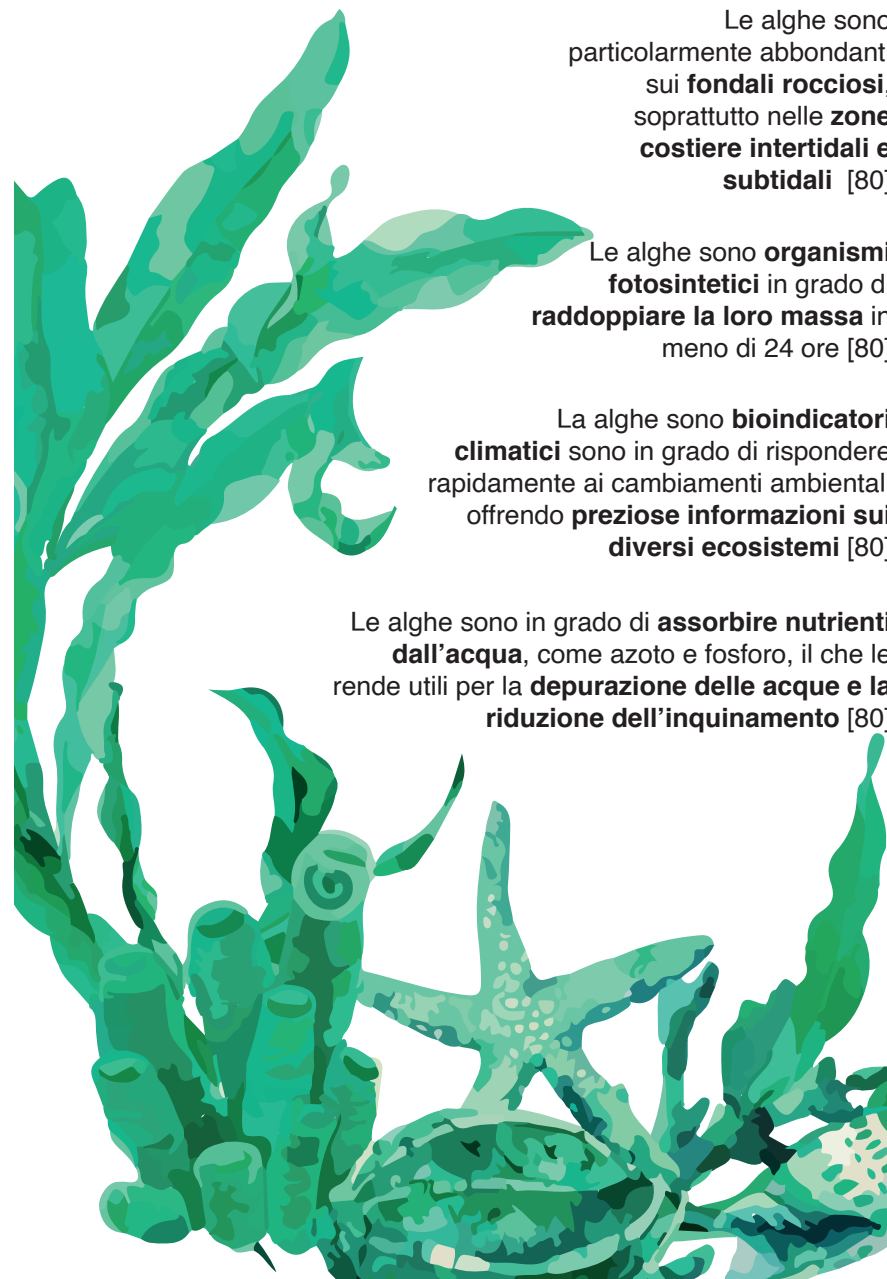 Le alghe sono
particolarmente abbondanti
sui fondali rocciosi,
soprattutto nelle zone
costiere intertidali e
subtidali [80]
Le alghe sono organismi
fotosintetici in grado di
raddoppiare la loro massa in
meno di 24 ore [80]
La alghe sono bioindicatori
climatici sono in grado di rispondere
rapidamente ai cambiamenti ambientali
offrendo preziose informazioni sui
diversi ecosistemi [80]
Le alghe sono in grado di assorbire nutrienti
dall’acqua, come azoto e fosforo, il che le
rende utili per la depurazione delle acque e la
riduzione dell’inquinamento [80]